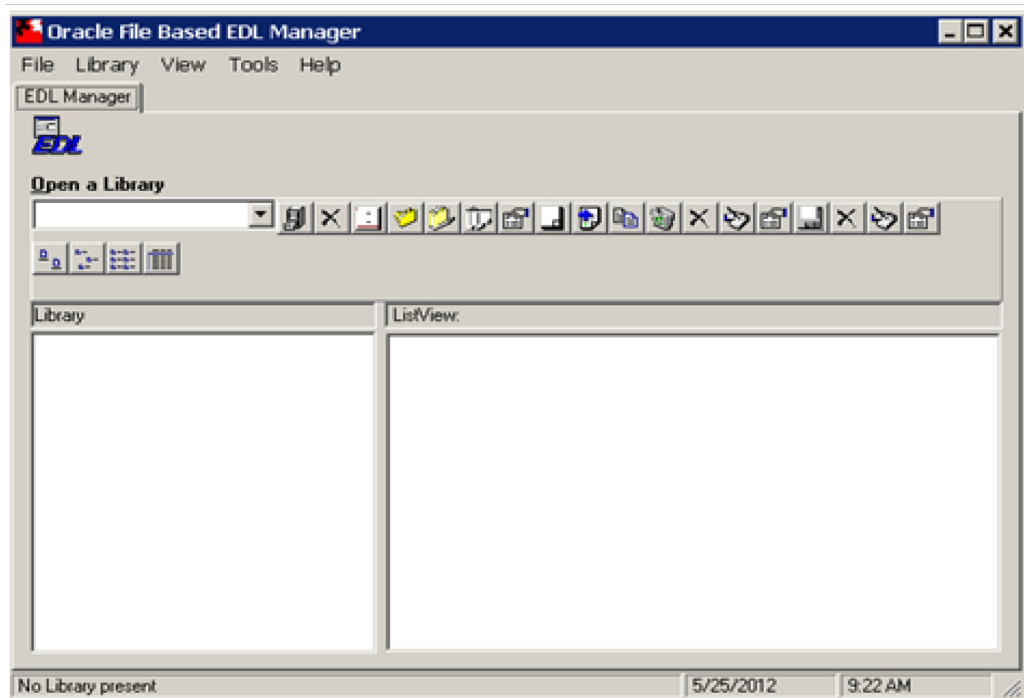 Oracle File Based EDL Manager
File Library View Tools Help
EDL Manager
EDL
Open a Library
Library ListView:
No Library present 5/25/2012 9:22 AM